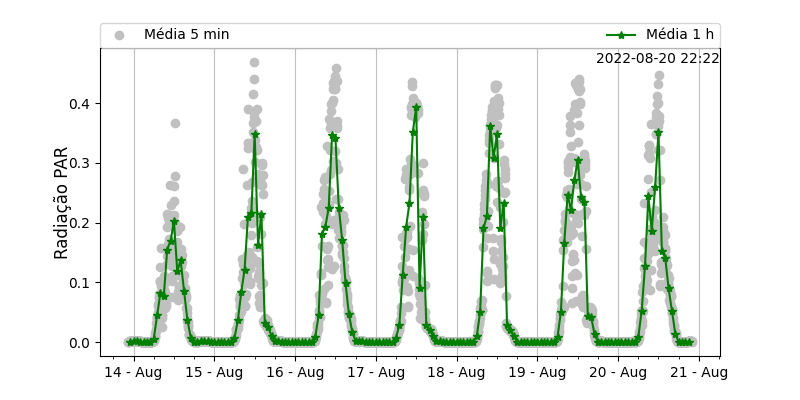 Média 5 min Média 1 h
2022-08-20 22:22
Radiação PAR
0.4
0.3
0.2
0.1
0.0
14 - Aug 15 - Aug 16 - Aug 17 - Aug 18 - Aug 19 - Aug 20 - Aug 21 - Aug